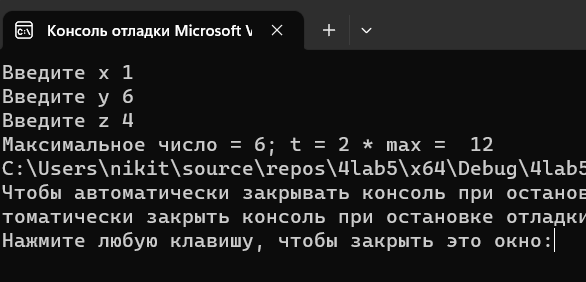 Консоль отладки Microsoft V
Введите x 1
Введите y 6
Введите z 4
Максимальное число = 6; t = 2 * max =  12
C:\Users\nikit\source\repos\4lab5\x64\Debug\4lab5
Чтобы автоматически закрывать консоль при останов
томатически закрыть консоль при остановке отладки
Нажмите любую клавишу, чтобы закрыть это окно: